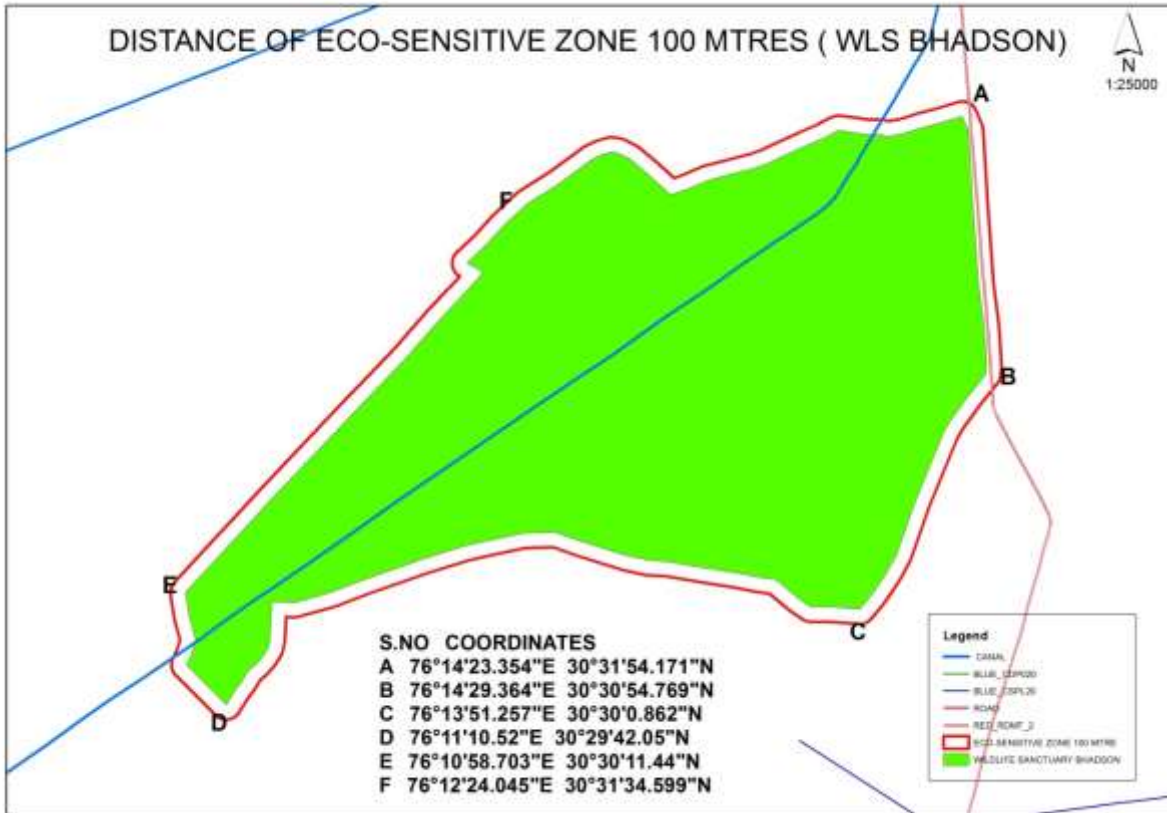 DISTANCE OF ECO-SENSITIVE ZONE 100 MTRES ( WLS BHADSON)
N
1:25000
A
F
B
E
C
D
S.NO COORDINATES
A 76°14'23.354"E 30°31'54.171"N
B 76°14'29.364"E 30°30'54.769"N
C 76°13'51.257"E 30°30'0.862"N
D 76°11'10.52"E 30°29'42.05"N
E 76°10'58.703"E 30°30'11.44"N
F 76°12'24.045"E 30°31'34.599"N
Legend
CANAL
ROAD
ECO-SENSITIVE ZONE 100 MTRE
WILDLIFE SANCTUARY BHADSON